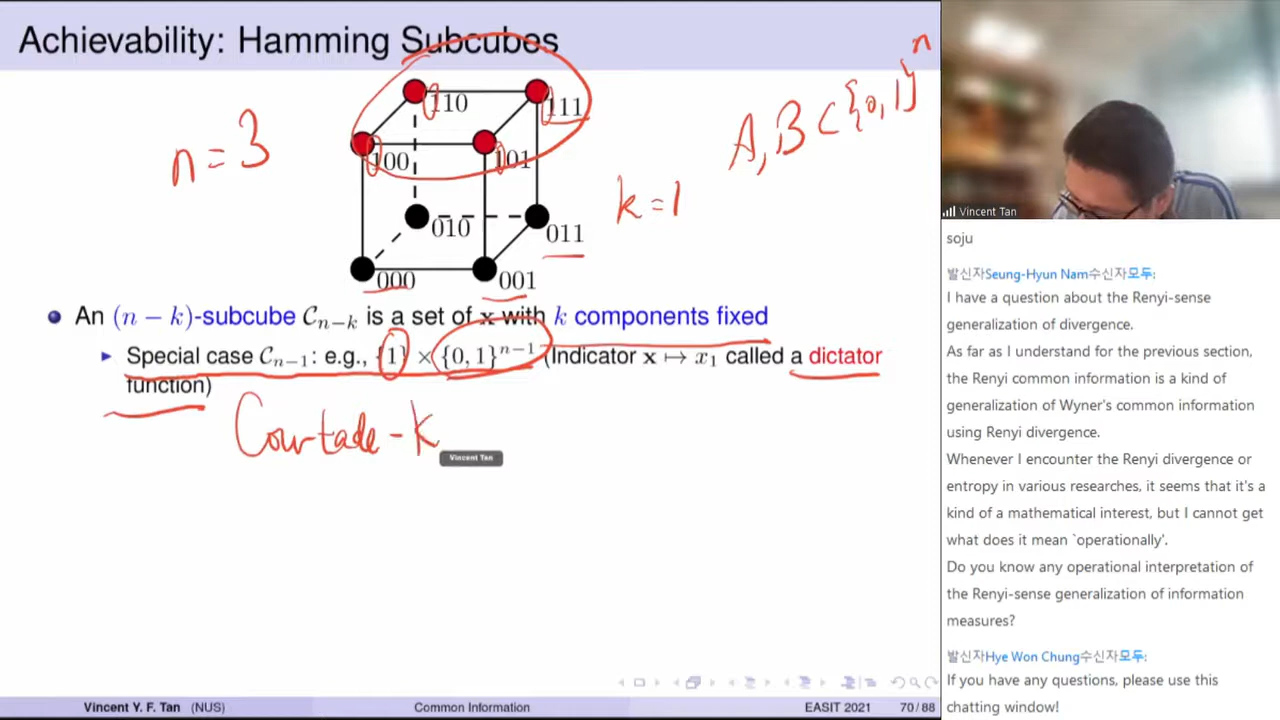 Achievability: Hamming Subcubes
n
A, B ⊂ {0,1}
110
111
n = 3
100
101
k = 1
010
011
000
001
An (n − k)-subcube 𝒞n−k is a set of x with k components fixed
Special case 𝒞n−1: e.g., {1} × {0, 1}^{n−1} (Indicator x ↦ x1 called a dictator
function)
Courtade - K
Vincent Tan
Vincent Y. F. Tan (NUS) Common Information EASIT 2021 70 / 88
Vincent Tan
soju
발신자Seung-Hyun Nam수신자모두:
I have a question about the Renyi-sense
generalization of divergence.
As far as I understand for the previous section,
the Renyi common information is a kind of
generalization of Wyner's common information
using Renyi divergence.
Whenever I encounter the Renyi divergence or
entropy in various researches, it seems that it's a
kind of a mathematical interest, but I cannot get
what does it mean `operationally'.
Do you know any operational interpretation of
the Renyi-sense generalization of information
measures?
발신자Hye Won Chung수신자모두:
If you have any questions, please use this
chatting window!